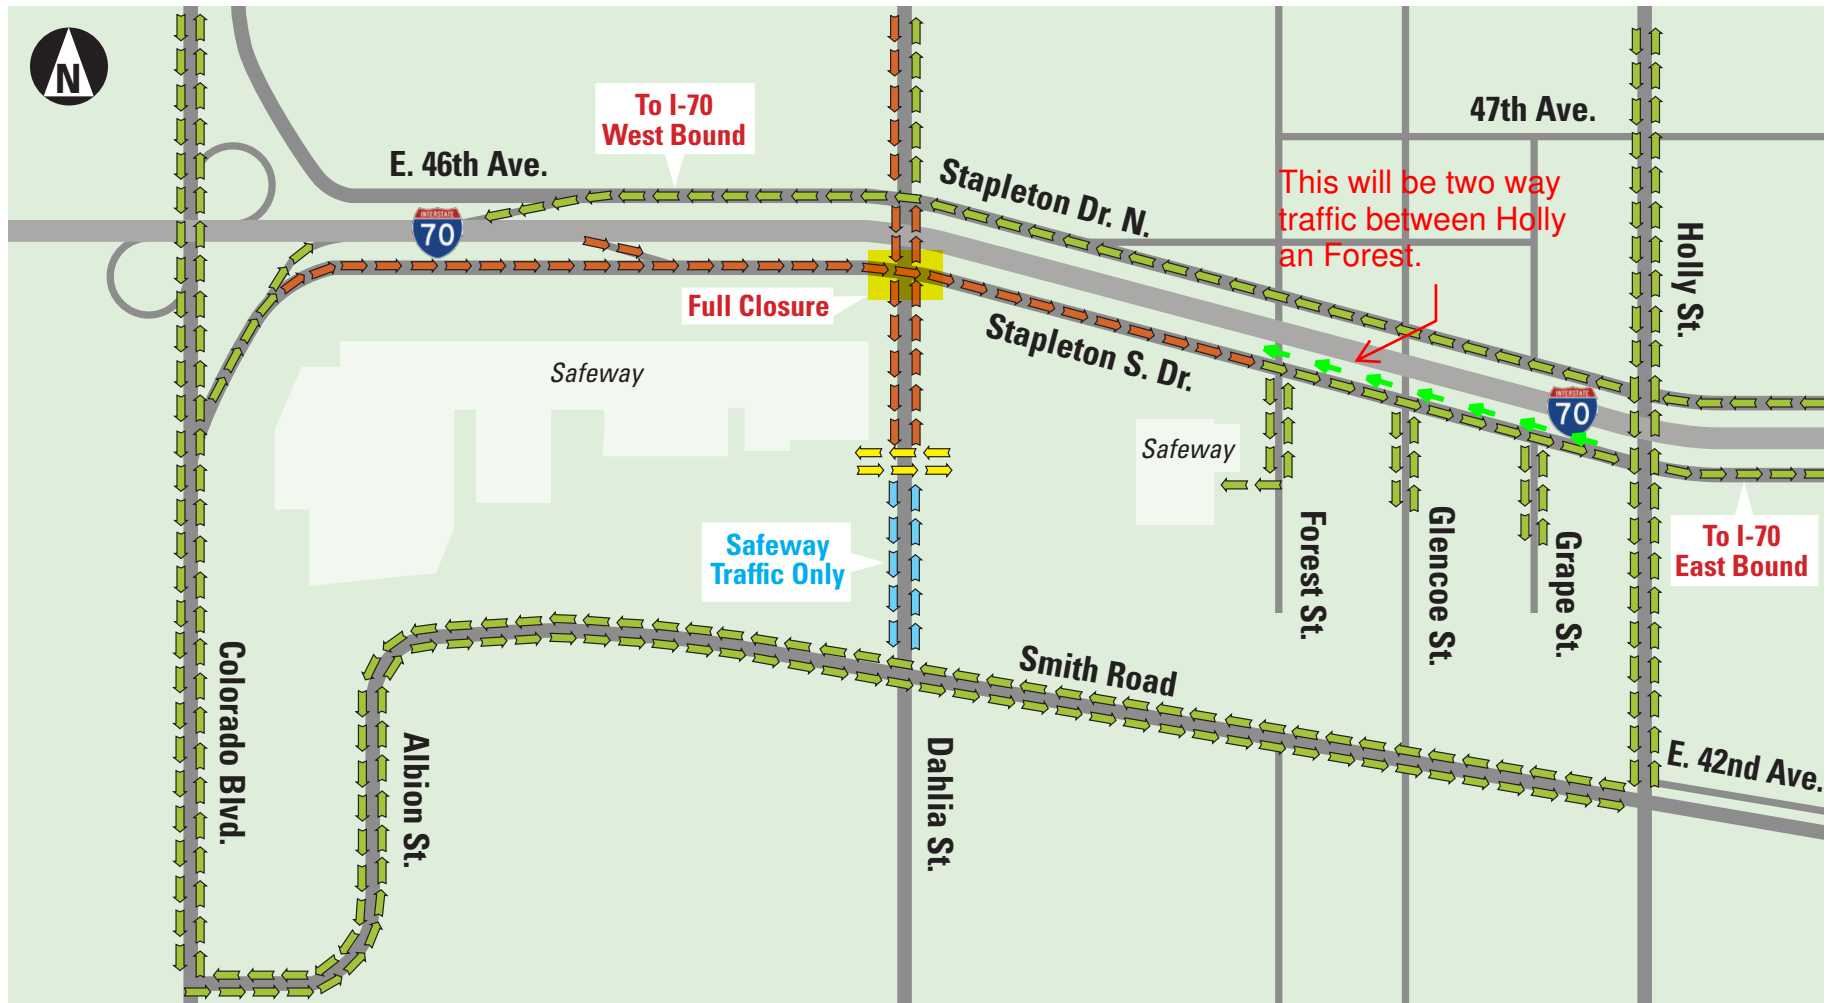 N
To I-70
West Bound
47th Ave.
E. 46th Ave.
Stapleton Dr. N.
This will be two way
traffic between Holly
an Forest.
INTERSTATE
70
Holly St.
Full Closure
Stapleton S. Dr.
Safeway
INTERSTATE
70
Safeway
Safeway
Traffic Only
Forest St.
Glencoe St.
Grape St.
To I-70
East Bound
Colorado Blvd.
Albion St.
Smith Road
Dahlia St.
E. 42nd Ave.